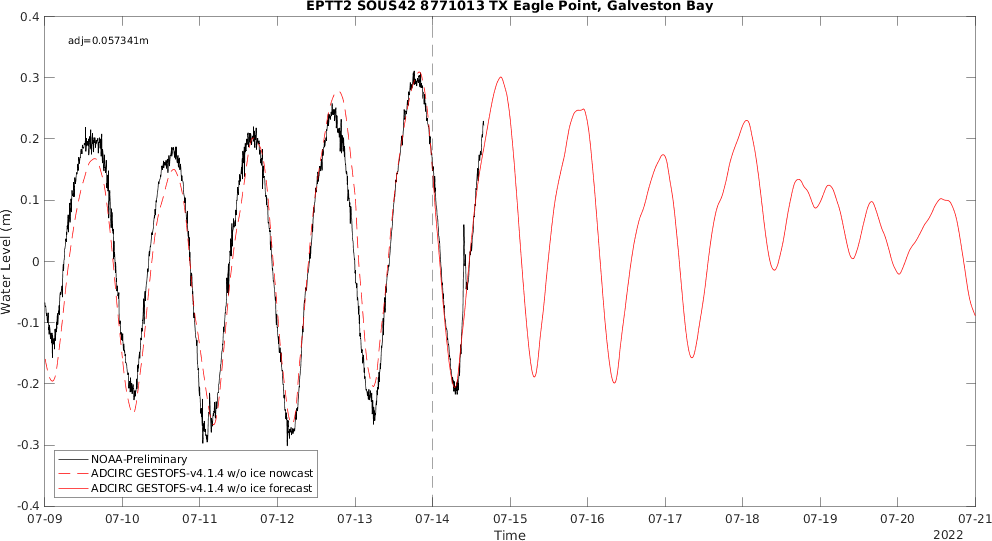 EPTT2 SOUS42 8771013 TX Eagle Point, Galveston Bay
adj=0.057341m
0.4
0.3
0.2
0.1
0
-0.1
-0.2
-0.3
-0.4
Water Level (m)
NOAA-Preliminary
ADCIRC GESTOFS-v4.1.4 w/o ice nowcast
ADCIRC GESTOFS-v4.1.4 w/o ice forecast
07-09 07-10 07-11 07-12 07-13 07-14 07-15 07-16 07-17 07-18 07-19 07-20 07-21
Time
2022